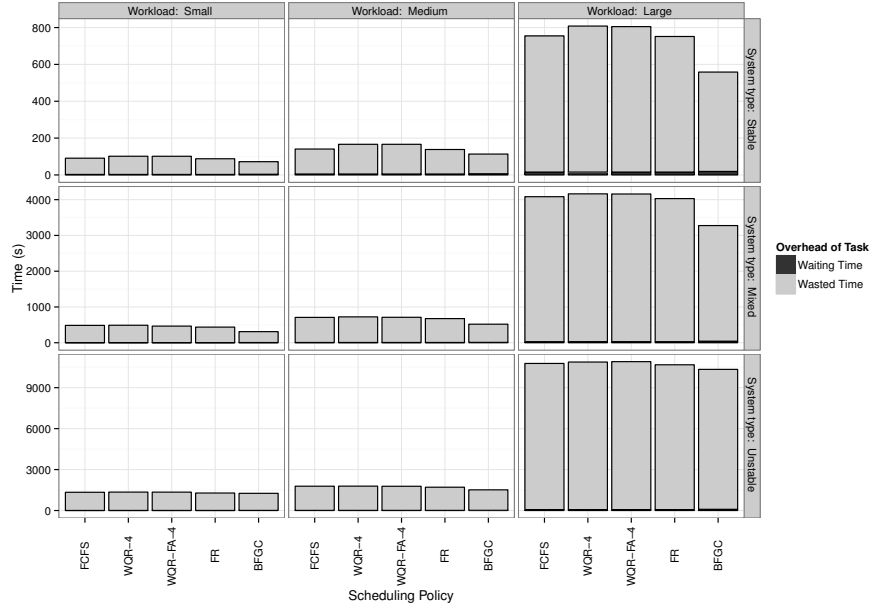 Workload: Small
Workload: Medium
Workload: Large
800
600
400
200
0
System type: Stable
4000
3000
2000
1000
0
System type: Mixed
9000
6000
3000
0
System type: Unstable
Time (s)
FCFS
WQR-4
WQR-FA-4
FR
BFGC
FCFS
WQR-4
WQR-FA-4
FR
BFGC
FCFS
WQR-4
WQR-FA-4
FR
BFGC
Scheduling Policy
Overhead of Task
Waiting Time
Wasted Time